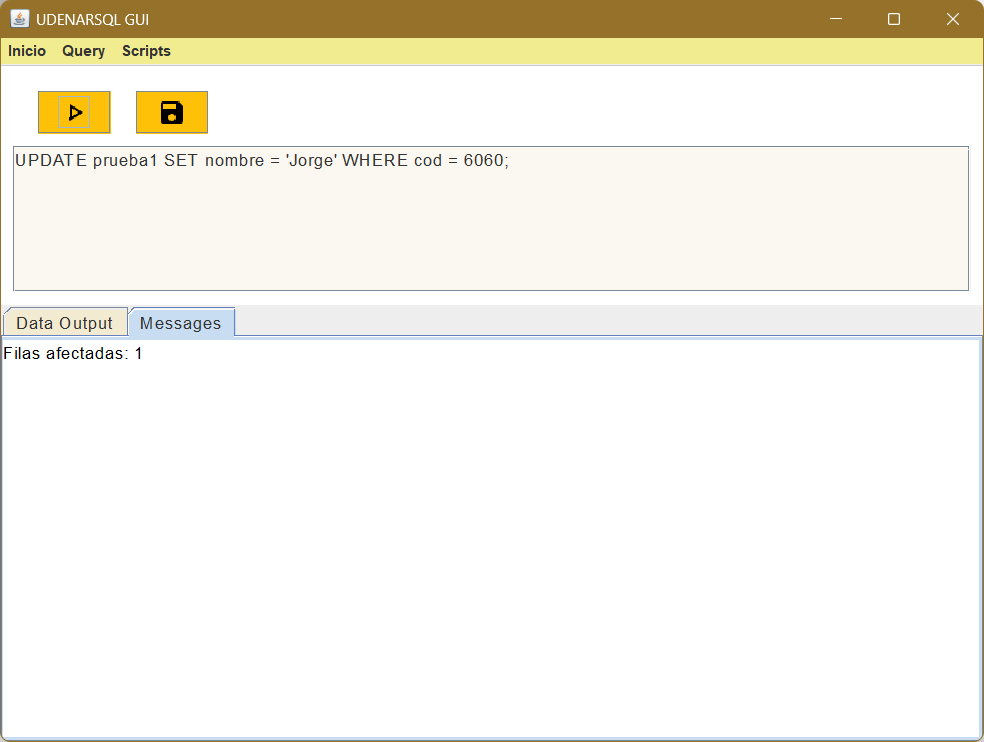 UDENARSQL GUI
Inicio Query Scripts
UPDATE prueba1 SET nombre = 'Jorge' WHERE cod = 6060;
Data Output Messages
Filas afectadas: 1